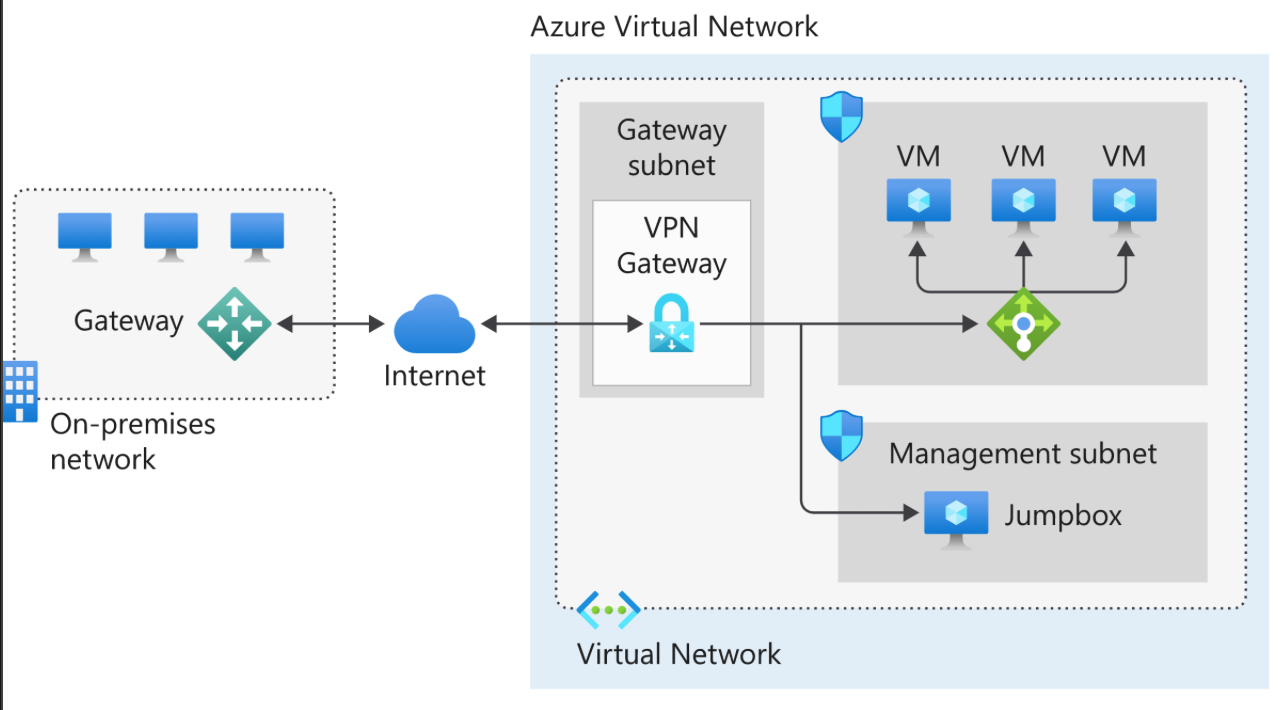 Azure Virtual Network
Gateway
subnet
VPN
Gateway
VM
VM
VM
Gateway
Internet
On-premises
network
Management subnet
Jumpbox
Virtual Network